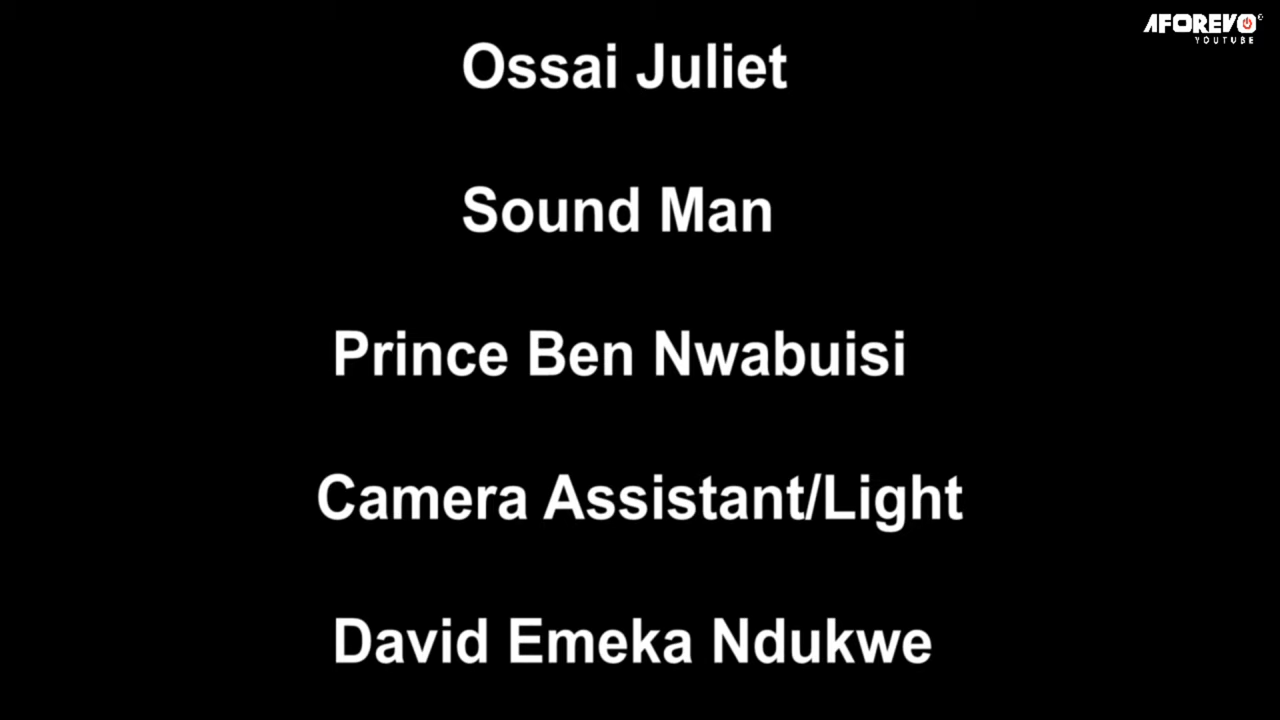 AFOREVO
YOUTUBE
Ossai Juliet
Sound Man
Prince Ben Nwabuisi
Camera Assistant/Light
David Emeka Ndukwe